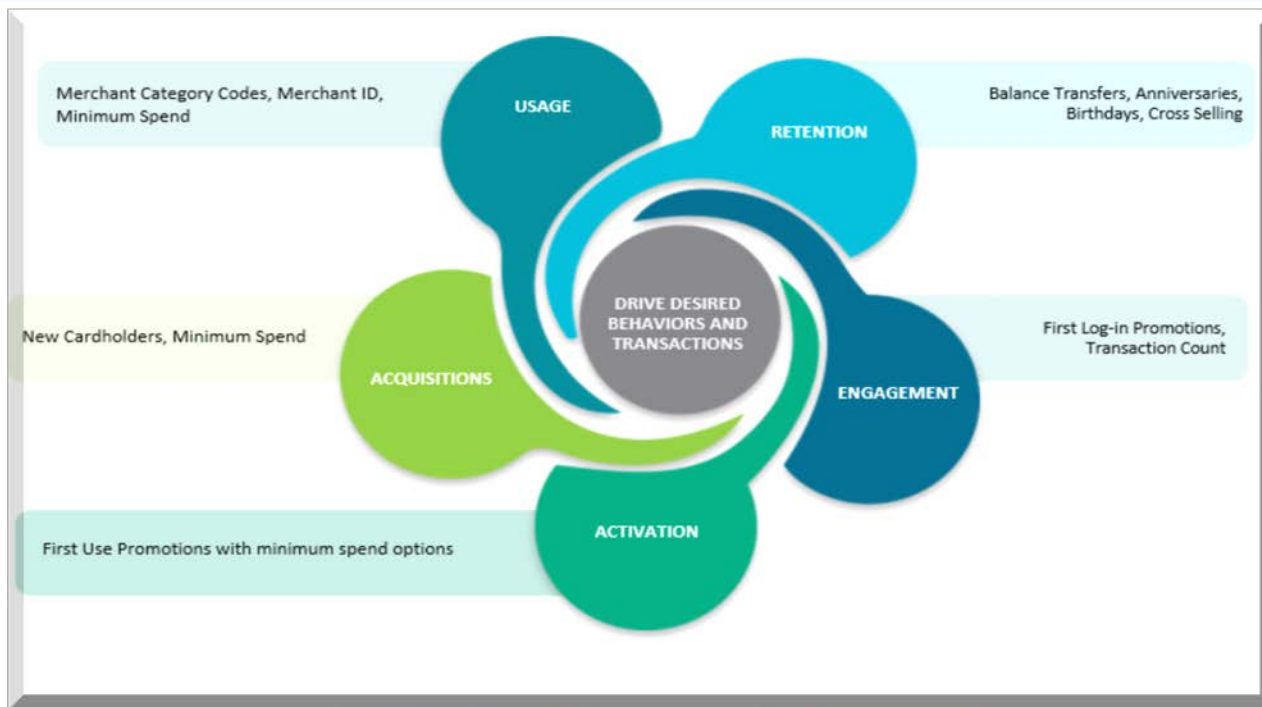 Merchant Category Codes, Merchant ID,
Minimum Spend
USAGE
RETENTION
Balance Transfers, Anniversaries,
Birthdays, Cross Selling
New Cardholders, Minimum Spend
ACQUISITIONS
DRIVE DESIRED
BEHAVIORS AND
TRANSACTIONS
ENGAGEMENT
First Log-in Promotions,
Transaction Count
First Use Promotions with minimum spend options
ACTIVATION